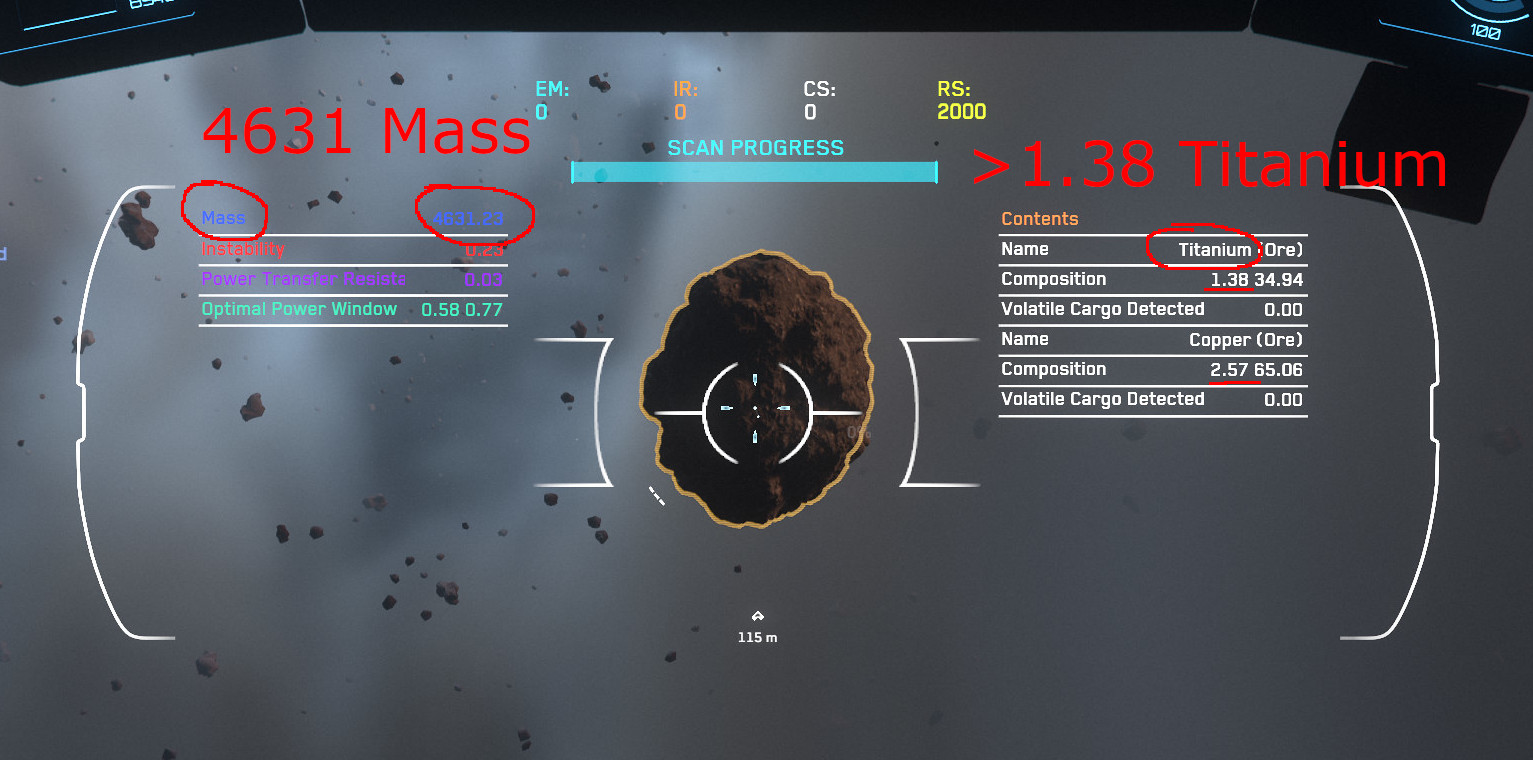 100
EM: IR: CS: RS:
0 0 0 2000
4631 Mass
SCAN PROGRESS
>1.38 Titanium
Mass 4631.23
Instability 0.23
Power Transfer Resista 0.03
Optimal Power Window 0.58 0.77
Contents
Name Titanium (Ore)
Composition 1.38 34.94
Volatile Cargo Detected 0.00
Name Copper (Ore)
Composition 2.57 65.06
Volatile Cargo Detected 0.00
0%
115 m